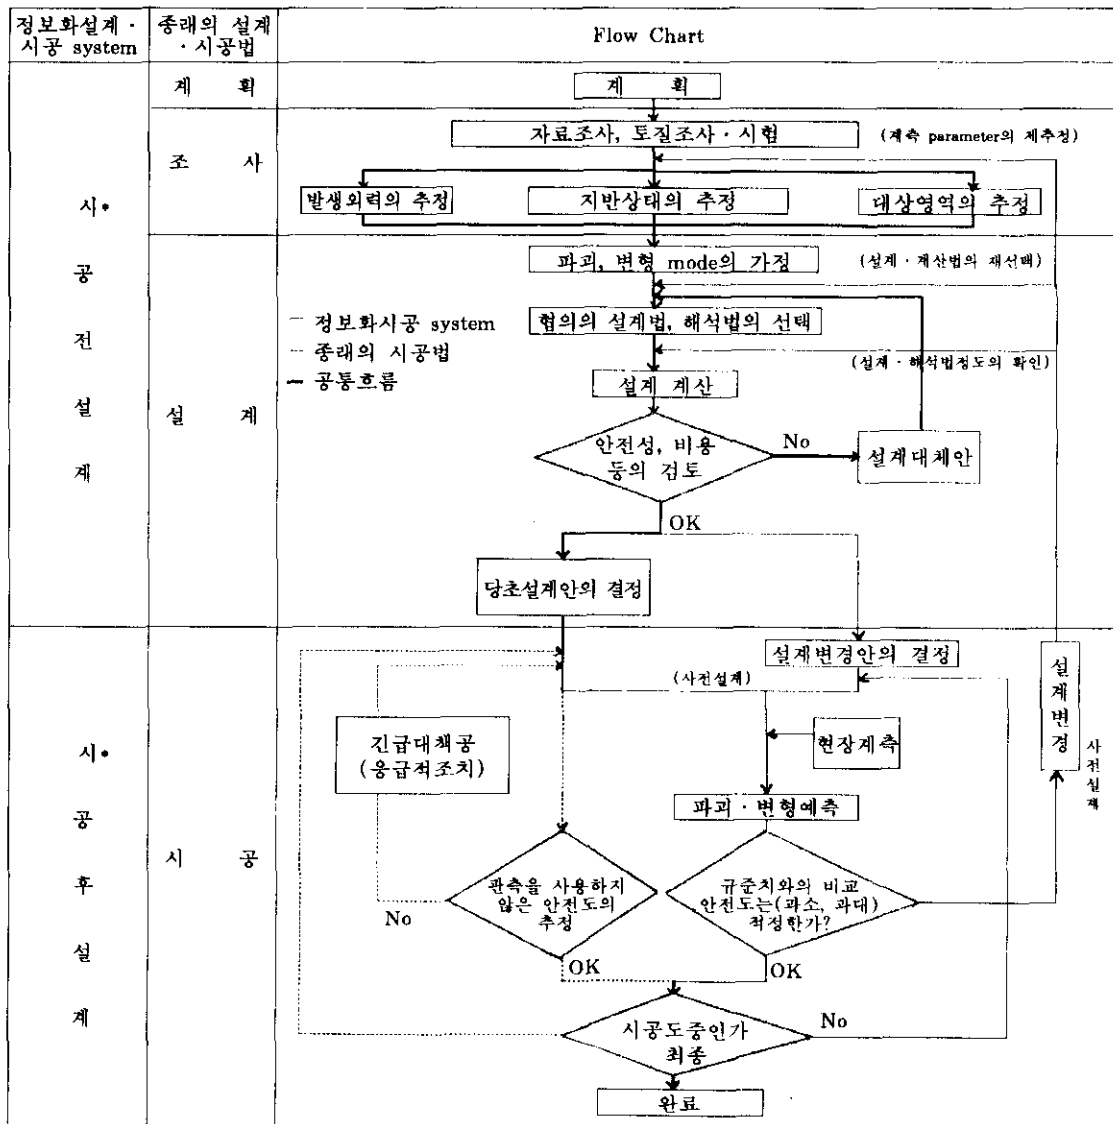 정보화설계 ·
시공 system
종래의 설계
· 시공법
Flow Chart
계 획
계 획
조 사
자료조사, 토질조사 · 시험
(계측 parameter의 재추정)
발생외력의 추정
지반상태의 추정
대상영역의 추정
시*
공
전
설
계
설 계
파괴, 변형 mode의 가정
(설계 · 계산법의 재선택)
협의의 설계법, 해석법의 선택
정보화시공 system
종래의 시공법
공통흐름
(설계 · 해석법정도의 확인)
설계 계산
안전성, 비용
등의 검토
No
설계대체안
OK
당초설계안의 결정
시*
공
후
설
계
시 공
설계변경안의 결정
(사전설계)
설계변경
사전설계
긴급대책공
(응급적조치)
현장계측
파괴 · 변형예측
관측을 사용하지
않은 안전도의
추정
규준치와의 비교
안전도는(과소, 과대)
적정한가?
No
OK
OK
시공도중인가
최종
No
완료